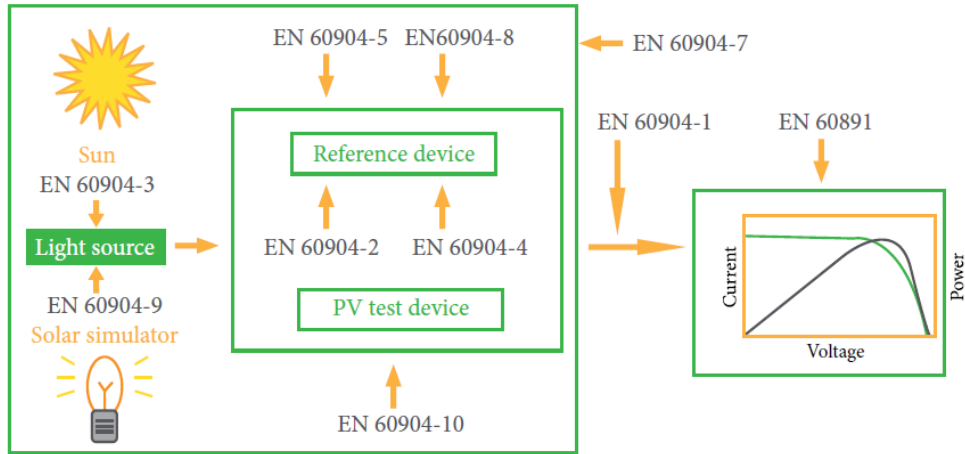 EN 60904-5
EN60904-8
EN 60904-7
Sun
EN 60904-3
Light source
EN 60904-9
Solar simulator
Reference device
EN 60904-2
EN 60904-4
PV test device
EN 60904-10
EN 60904-1
EN 60891
Current
Power
Voltage